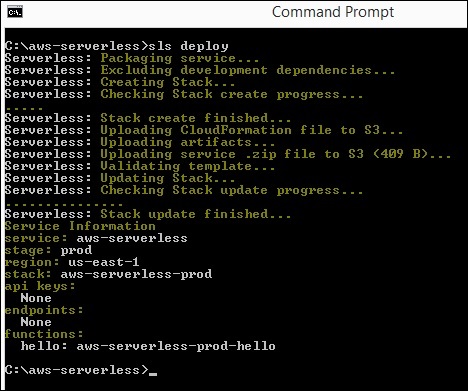 Command Prompt
C:\aws-serverless>sls deploy
Serverless: Packaging service...
Serverless: Excluding development dependencies...
Serverless: Creating Stack...
Serverless: Checking Stack create progress...
.....
Serverless: Stack create finished...
Serverless: Uploading CloudFormation file to S3...
Serverless: Uploading artifacts...
Serverless: Uploading service .zip file to S3 (409 B)...
Serverless: Validating template...
Serverless: Updating Stack...
Serverless: Checking Stack update progress...
...............
Serverless: Stack update finished...
Service Information
service: aws-serverless
stage: prod
region: us-east-1
stack: aws-serverless-prod
api keys:
  None
endpoints:
  None
functions:
  hello: aws-serverless-prod-hello
C:\aws-serverless>_